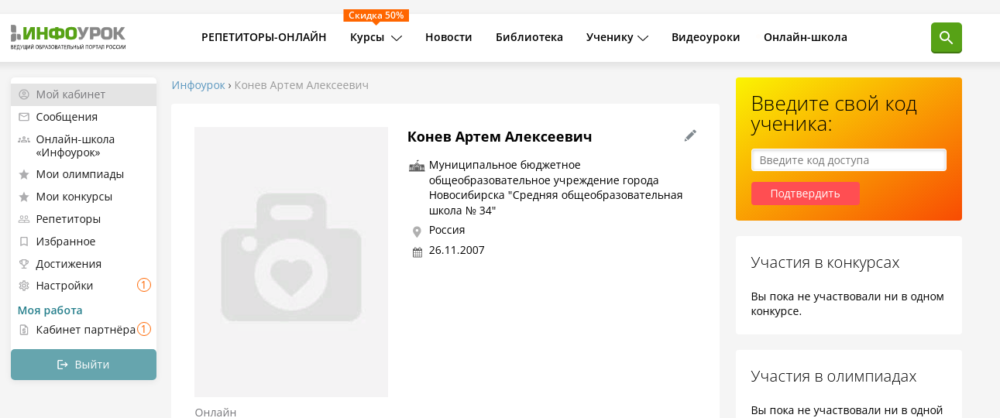 Скидка 50%
ИНФОУРОК
ВЕДУЩИЙ ОБРАЗОВАТЕЛЬНЫЙ ПОРТАЛ РОССИИ
РЕПЕТИТОРЫ-ОНЛАЙН
Курсы
Новости
Библиотека
Ученику
Видеоуроки
Онлайн-школа
Мой кабинет
Сообщения
Онлайн-школа
«Инфоурок»
Мои олимпиады
Мои конкурсы
Репетиторы
Избранное
Достижения
Настройки 1
Моя работа
Кабинет партнёра 1
Выйти
Инфоурок › Конев Артем Алексеевич
Конев Артем Алексеевич
Муниципальное бюджетное
общеобразовательное учреждение города
Новосибирска "Средняя общеобразовательная
школа № 34"
Россия
26.11.2007
Онлайн
Введите свой код
ученика:
Введите код доступа
Подтвердить
Участия в конкурсах
Вы пока не участвовали ни в одном
конкурсе.
Участия в олимпиадах
Вы пока не участвовали ни в одной